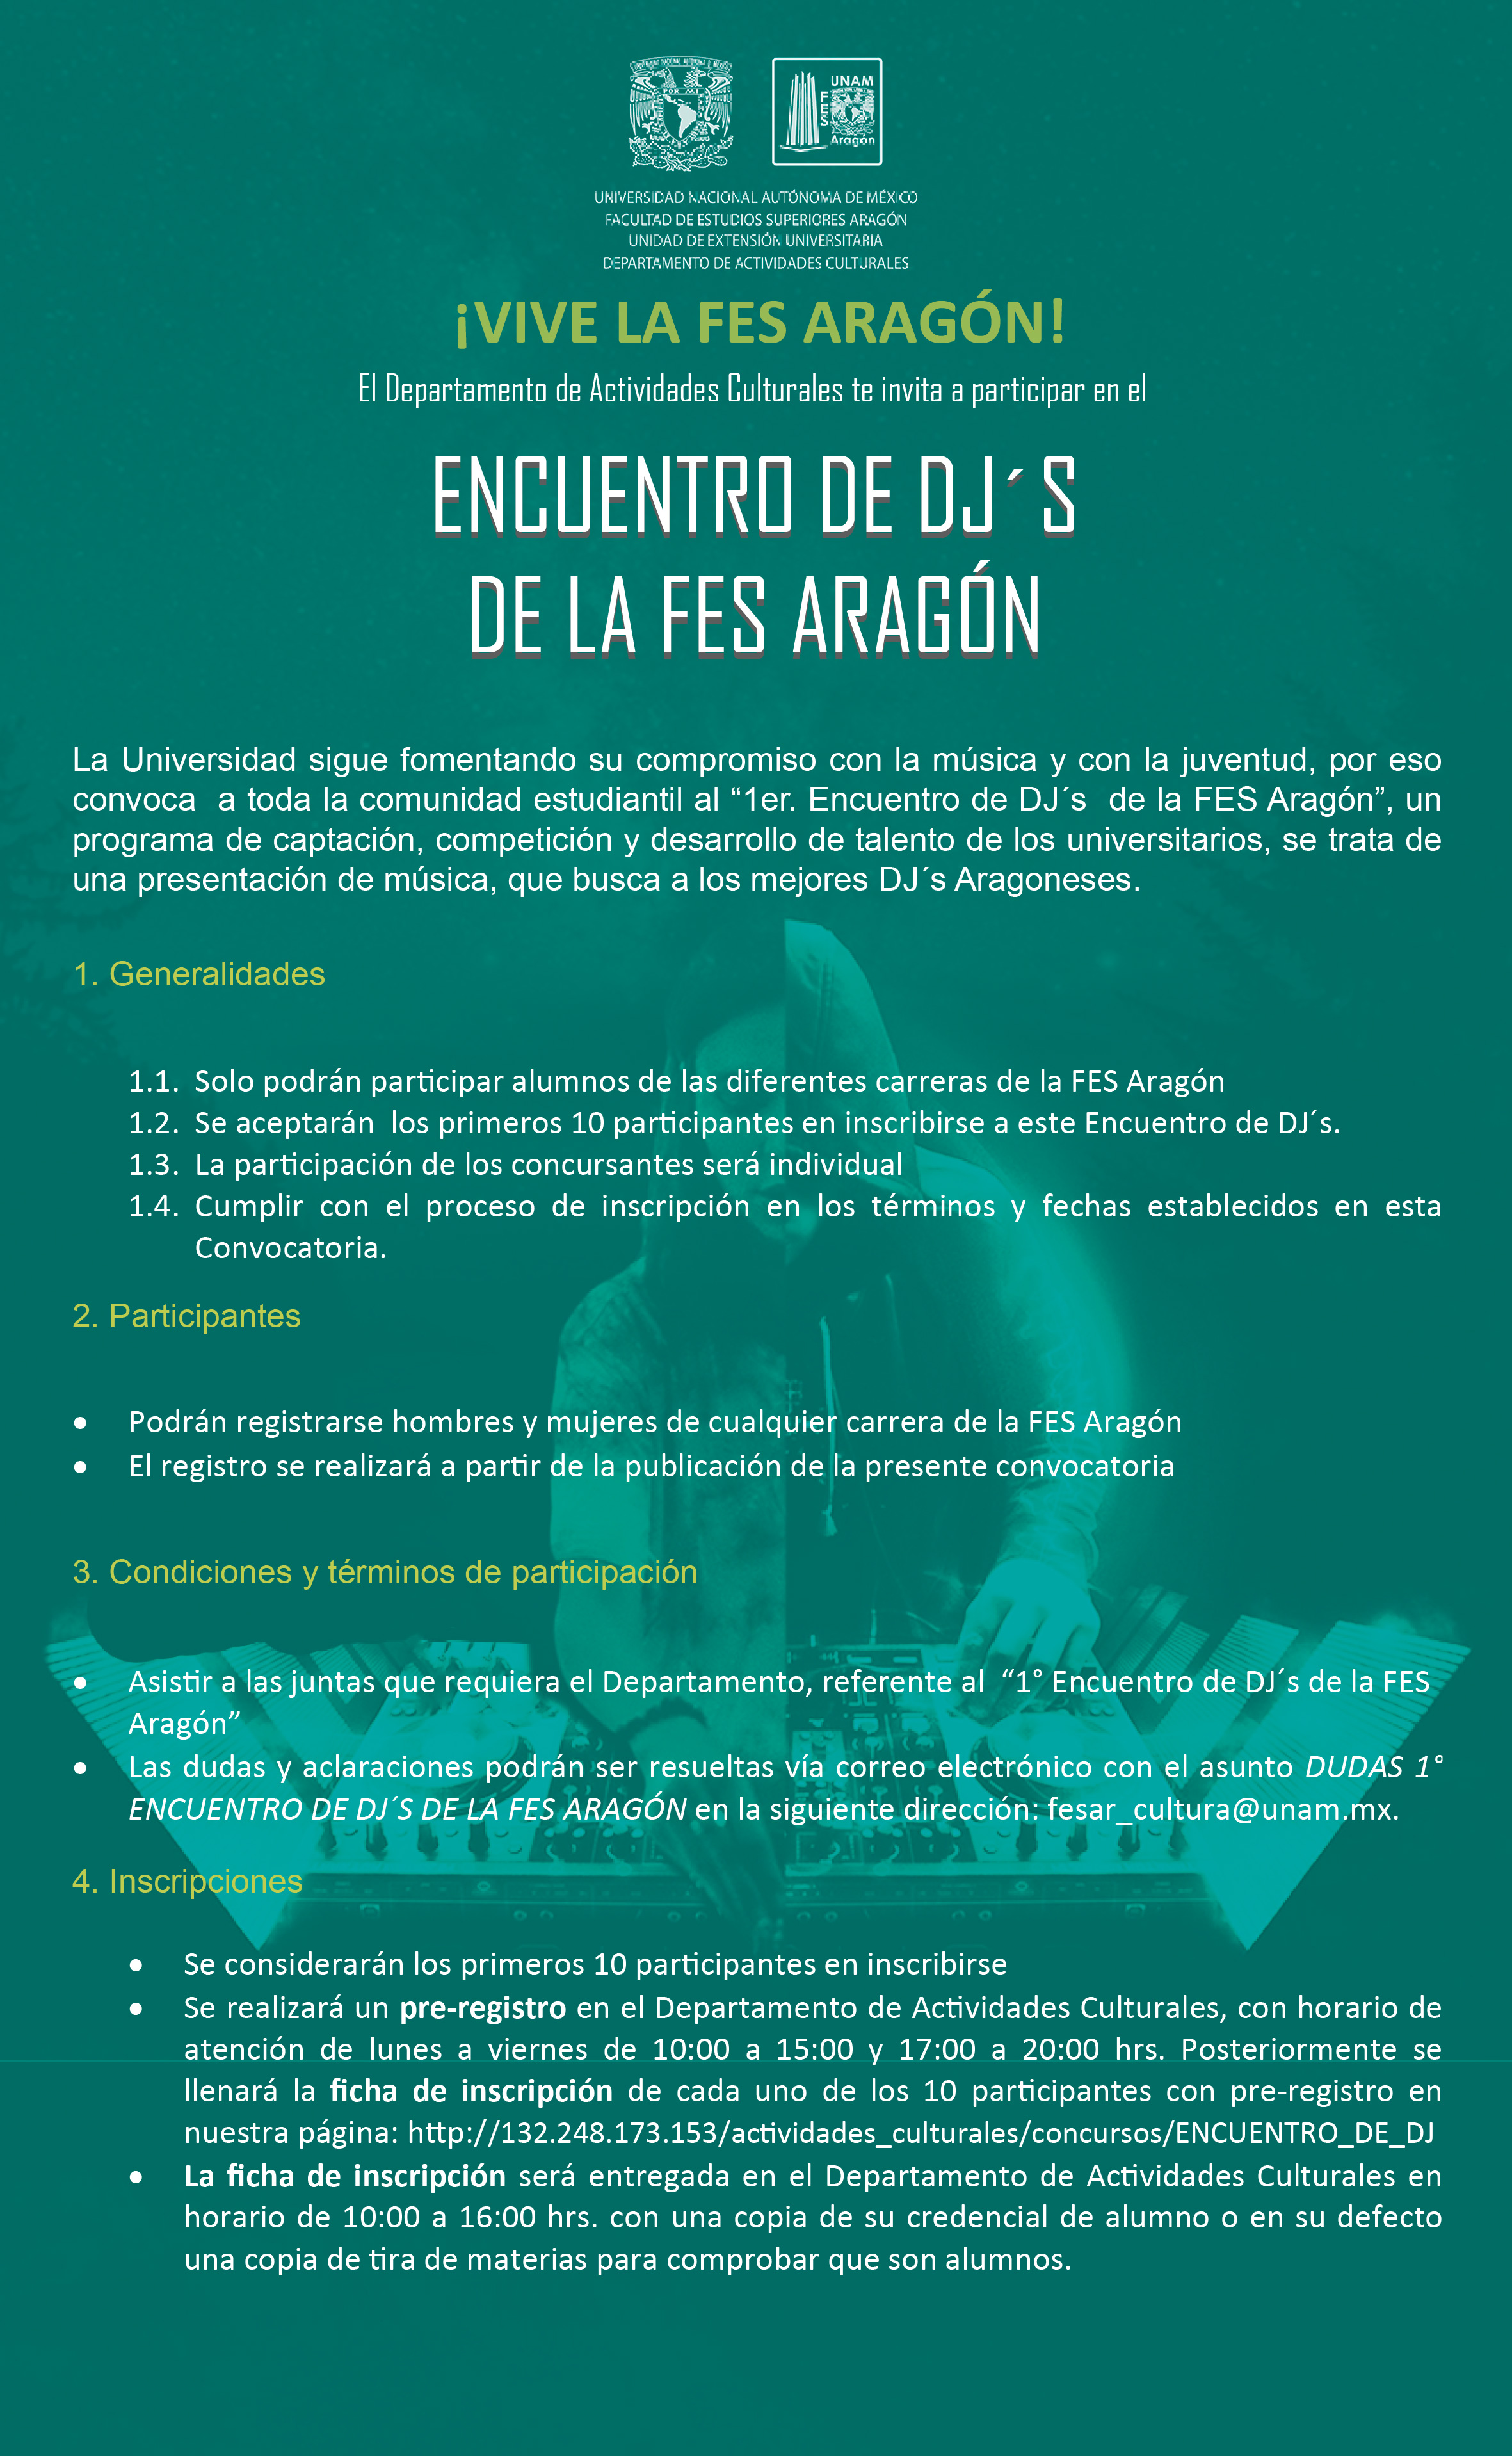 UNIVERSIDAD NACIONAL AUTÓNOMA DE MÉXICO
POR MI
UNAM
FES
Aragón
UNIVERSIDAD NACIONAL AUTÓNOMA DE MÉXICO
FACULTAD DE ESTUDIOS SUPERIORES ARAGÓN
UNIDAD DE EXTENSIÓN UNIVERSITARIA
DEPARTAMENTO DE ACTIVIDADES CULTURALES
¡VIVE LA FES ARAGÓN!
El Departamento de Actividades Culturales te invita a participar en el
ENCUENTRO DE DJ´S
DE LA FES ARAGÓN
La Universidad sigue fomentando su compromiso con la música y con la juventud, por eso
convoca  a toda la comunidad estudiantil al “1er. Encuentro de DJ´s  de la FES Aragón”, un
programa de captación, competición y desarrollo de talento de los universitarios, se trata de
una presentación de música, que busca a los mejores DJ´s Aragoneses.
1. Generalidades
1.1. Solo podrán participar alumnos de las diferentes carreras de la FES Aragón
1.2. Se aceptarán  los primeros 10 participantes en inscribirse a este Encuentro de DJ´s.
1.3. La participación de los concursantes será individual
1.4. Cumplir con el proceso de inscripción en los términos y fechas establecidos en esta
Convocatoria.
2. Participantes
• Podrán registrarse hombres y mujeres de cualquier carrera de la FES Aragón
• El registro se realizará a partir de la publicación de la presente convocatoria
3. Condiciones y términos de participación
• Asistir a las juntas que requiera el Departamento, referente al  “1° Encuentro de DJ´s de la FES
Aragón”
• Las dudas y aclaraciones podrán ser resueltas vía correo electrónico con el asunto DUDAS 1°
ENCUENTRO DE DJ´S DE LA FES ARAGÓN en la siguiente dirección: fesar_cultura@unam.mx.
4. Inscripciones
• Se considerarán los primeros 10 participantes en inscribirse
• Se realizará un pre-registro en el Departamento de Actividades Culturales, con horario de
atención de lunes a viernes de 10:00 a 15:00 y 17:00 a 20:00 hrs. Posteriormente se
llenará la ficha de inscripción de cada uno de los 10 participantes con pre-registro en
nuestra página: http://132.248.173.153/actividades_culturales/concursos/ENCUENTRO_DE_DJ
• La ficha de inscripción será entregada en el Departamento de Actividades Culturales en
horario de 10:00 a 16:00 hrs. con una copia de su credencial de alumno o en su defecto
una copia de tira de materias para comprobar que son alumnos.